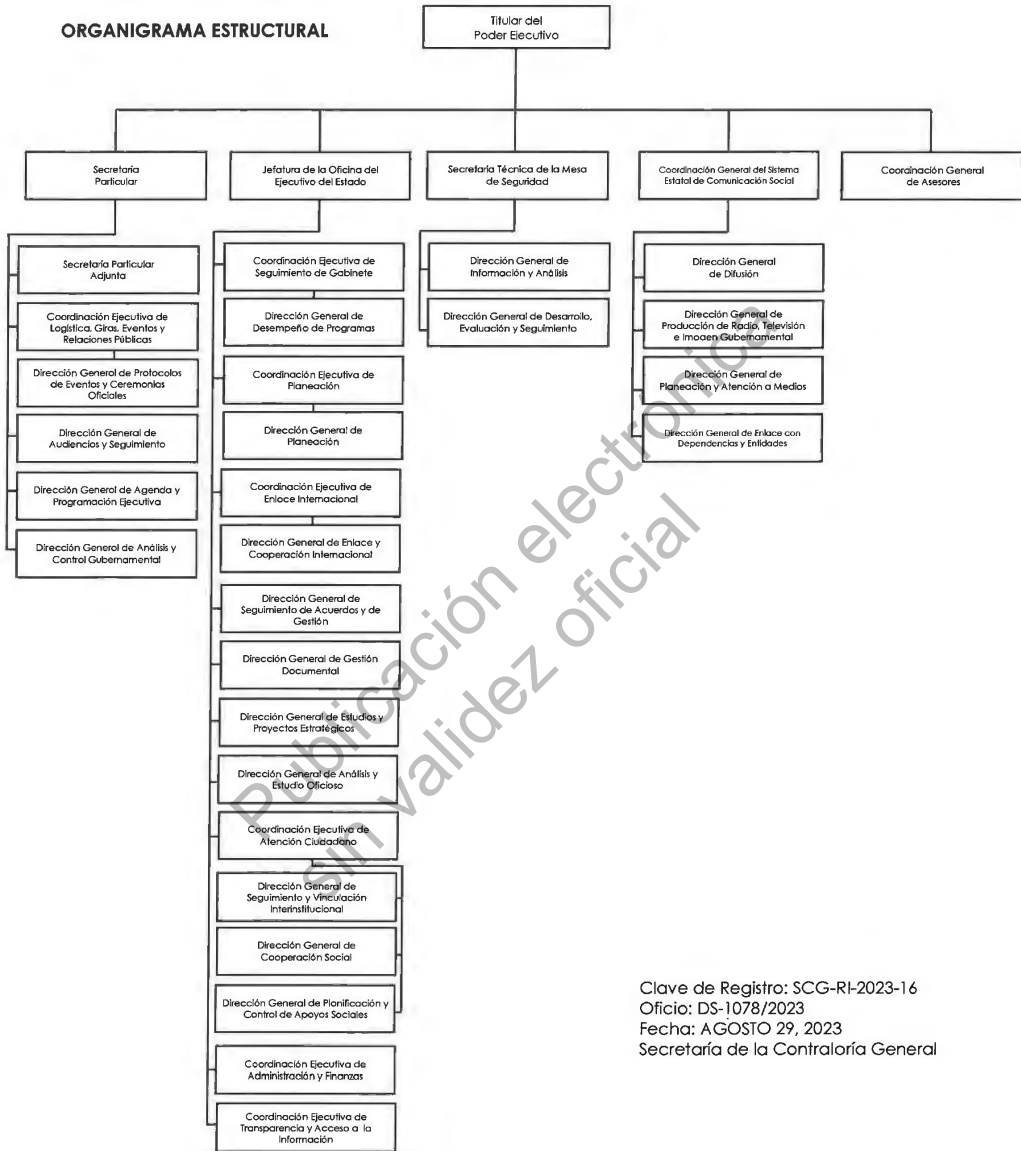 ORGANIGRAMA ESTRUCTURAL
Titular del
Poder Ejecutivo
Secretaría
Particular
Jefatura de la Oficina del
Ejecutivo del Estado
Secretaría Técnica de la Mesa
de Seguridad
Coordinación General del Sistema
Estatal de Comunicación Social
Coordinación General
de Asesores
Secretaría Particular
Adjunta
Coordinación Ejecutiva de
Logística, Giras, Eventos y
Relaciones Públicas
Dirección General de Protocolos
de Eventos y Ceremonias
Oficiales
Dirección General de
Audiencios y Seguimiento
Dirección General de Agenda y
Programación Ejecutiva
Dirección Generol de Análisis y
Control Gubernamental
Coordinación Ejecutiva de
Seguimiento de Gabinete
Dirección General de
Desempeño de Programas
Coordinación Ejecutiva de
Planeación
Dirección General de
Planeación
Coordinación Ejecutiva de
Enloce Internacional
Dirección General de Enlace y
Cooperación Internacional
Dirección General de
Seguimiento de Acuerdos y de
Gestión
Dirección General de Gestión
Documental
Dirección General de Estudios y
Proyectos Estratégicos
Dirección General de Análisis y
Estudio Oficioso
Coordinación Ejecutiva de
Atención Ciudadano
Dirección General de
Seguimiento y Vinculación
Interinstitucional
Dirección General de
Cooperación Social
Dirección General de Plonificación y
Control de Apoyos Sociales
Coordinación Ejecutiva de
Administración y Finanzas
Coordinación Ejecutiva de
Transparencia y Acceso a la
Información
Dirección General de
Información y Análisis
Dirección General de Desarrollo,
Evaluación y Seguimiento
Dirección General
de Difusión
Dirección General de
Producción de Radio, Televisión
e Imoaen Gubernamental
Dirección General de
Planeación y Atención a Medios
Dirección General de Enlace con
Dependencias y Entidades
Publicación electronica
sin validez oficial
Clave de Registro: SCG-RI-2023-16
Oficio: DS-1078/2023
Fecha: AGOSTO 29, 2023
Secretaría de la Contraloría General